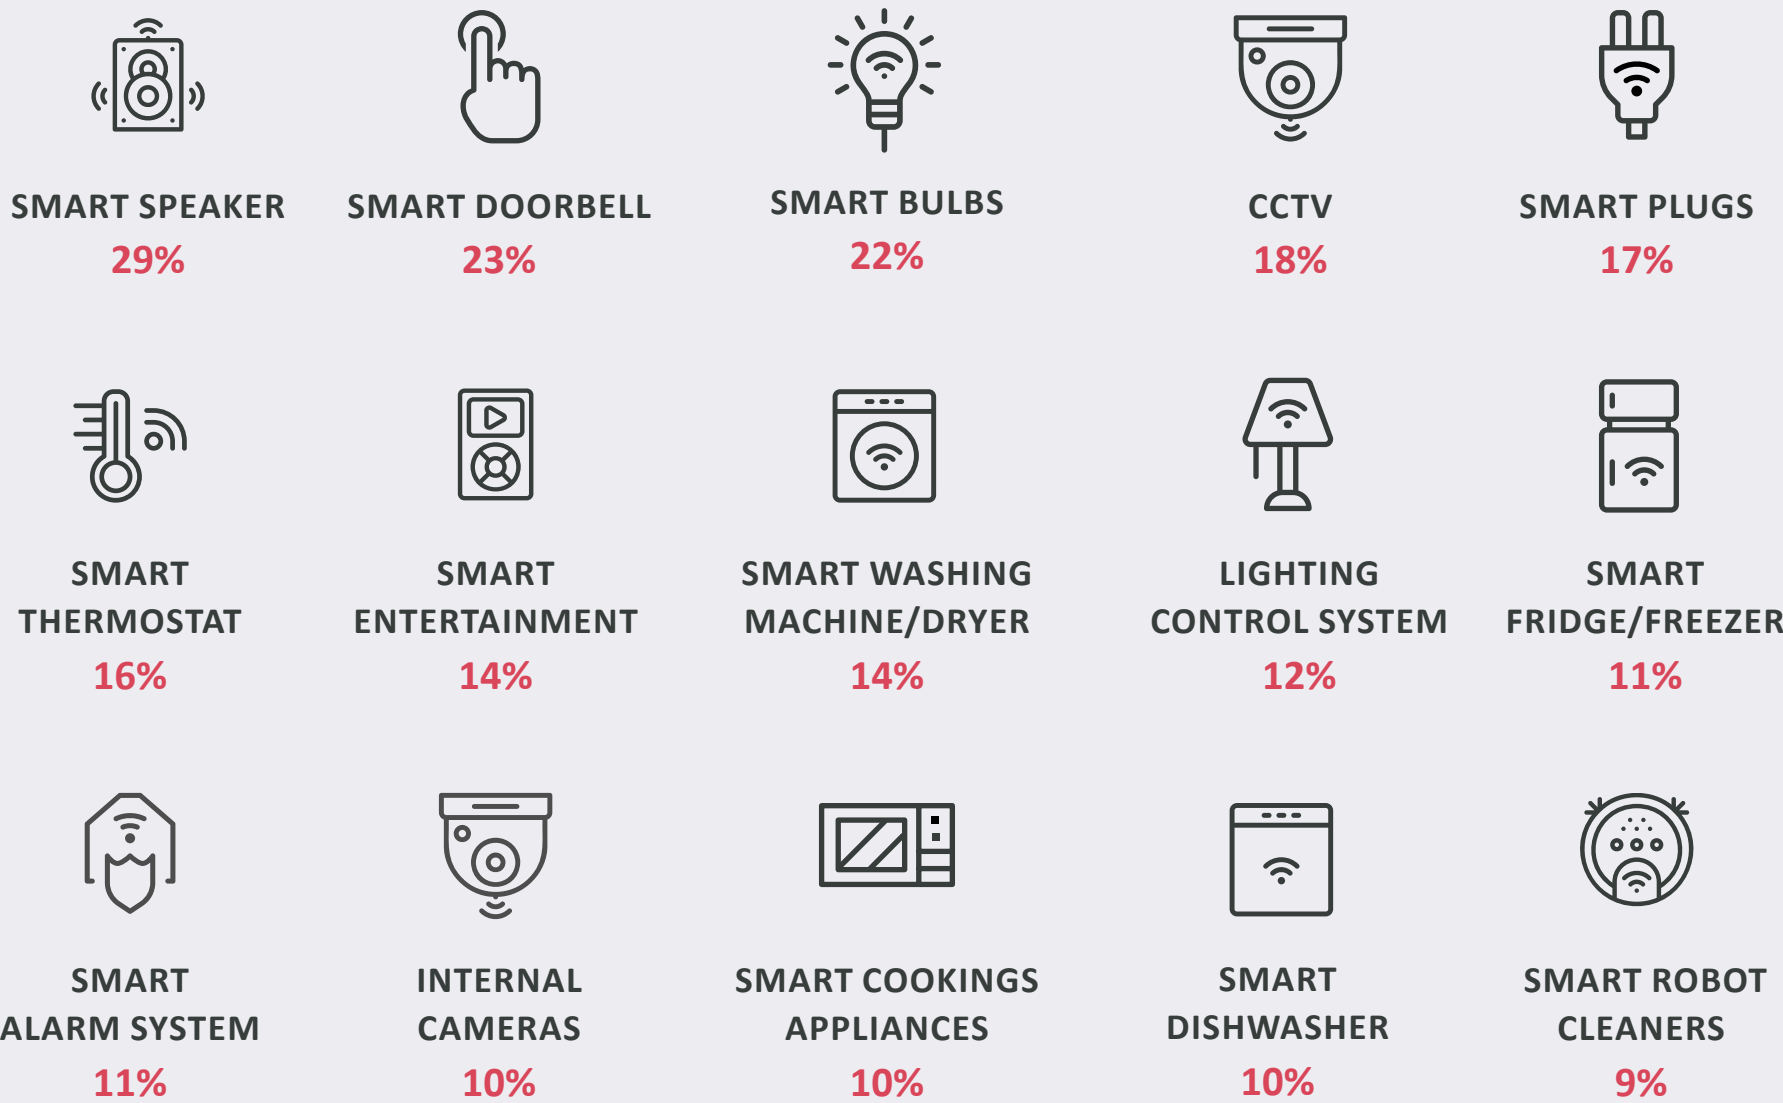 SMART SPEAKER
29%
SMART DOORBELL
23%
SMART BULBS
22%
CCTV
18%
SMART PLUGS
17%
SMART
THERMOSTAT
16%
SMART
ENTERTAINMENT
14%
SMART WASHING
MACHINE/DRYER
14%
LIGHTING
CONTROL SYSTEM
12%
SMART
FRIDGE/FREEZER
11%
SMART
ALARM SYSTEM
11%
INTERNAL
CAMERAS
10%
SMART COOKINGS
APPLIANCES
10%
SMART
DISHWASHER
10%
SMART ROBOT
CLEANERS
9%